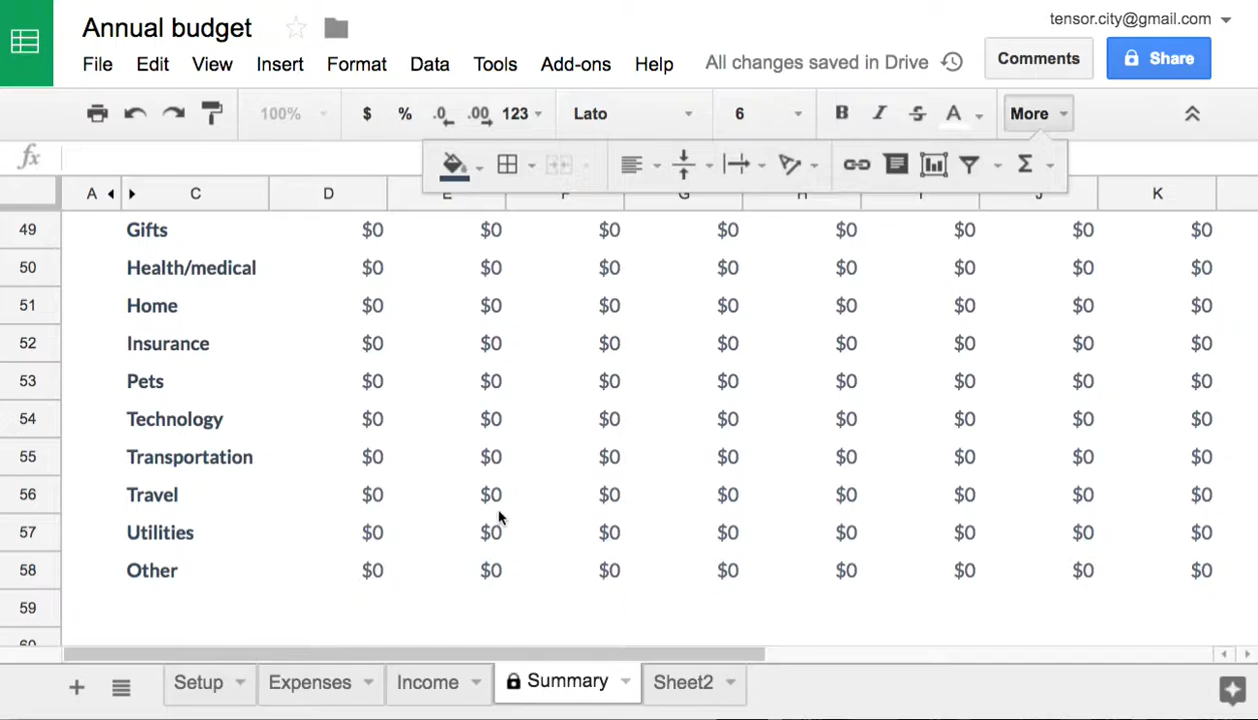 Annual budget
tensor.city@gmail.com
File Edit View Insert Format Data Tools Add-ons Help All changes saved in Drive Comments Share
100% $ % .0 .00 123 Lato 6 B I S A More
fx Σ
A C D E F G H I J K
49 Gifts $0 $0 $0 $0 $0 $0 $0 $0
50 Health/medical $0 $0 $0 $0 $0 $0 $0 $0
51 Home $0 $0 $0 $0 $0 $0 $0 $0
52 Insurance $0 $0 $0 $0 $0 $0 $0 $0
53 Pets $0 $0 $0 $0 $0 $0 $0 $0
54 Technology $0 $0 $0 $0 $0 $0 $0 $0
55 Transportation $0 $0 $0 $0 $0 $0 $0 $0
56 Travel $0 $0 $0 $0 $0 $0 $0 $0
57 Utilities $0 $0 $0 $0 $0 $0 $0 $0
58 Other $0 $0 $0 $0 $0 $0 $0 $0
59
60
Setup Expenses Income Summary Sheet2